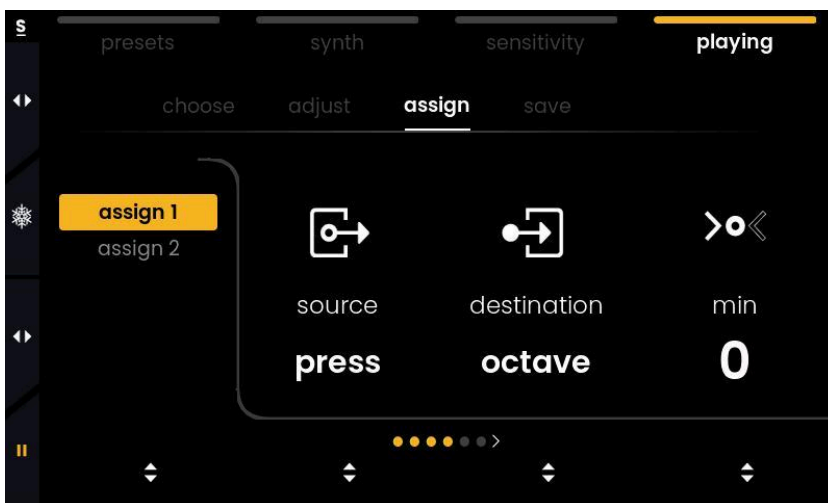 S
presets synth sensitivity playing
choose adjust assign save
assign 1
assign 2
source destination min
press octave 0